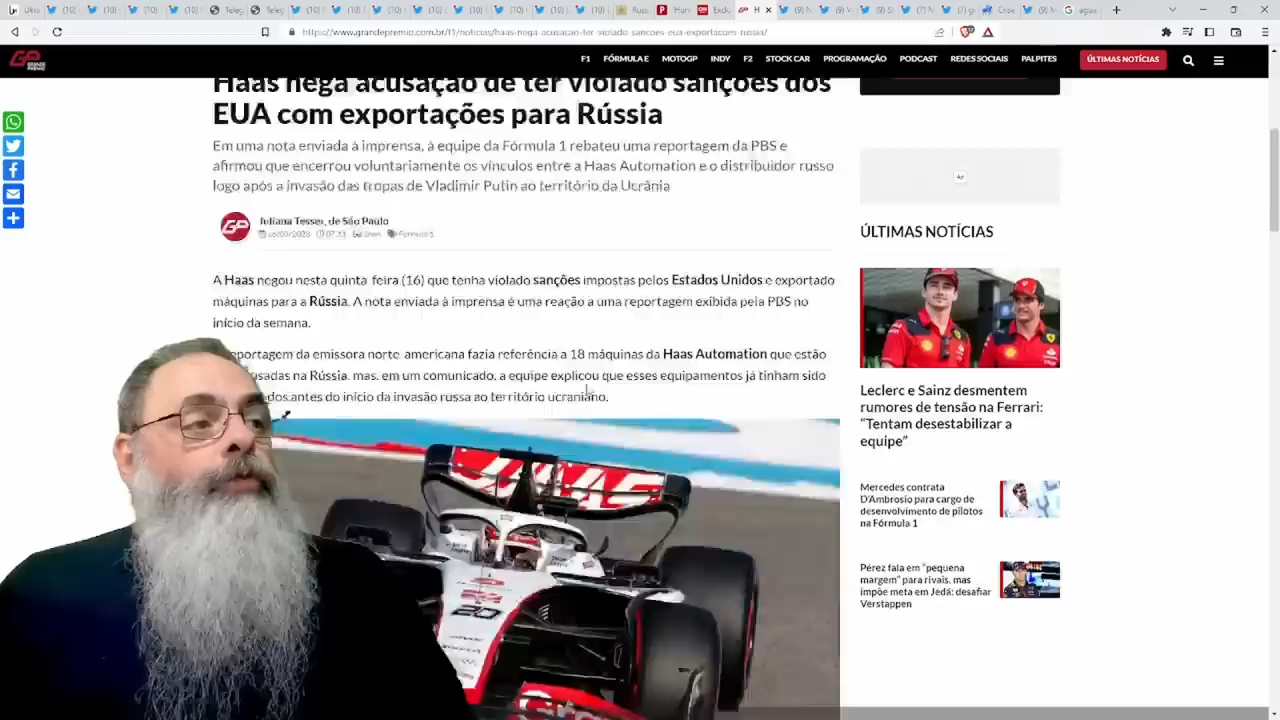 https://www.grandepremio.com.br/f1/noticias/haas-nega-acusacao-ter-violado-sancoes-eua-exportacoes-russia/
GP GRANDE PRÊMIO
F1 FÓRMULA E MOTOGP INDY F2 STOCK CAR PROGRAMAÇÃO PODCAST REDES SOCIAIS PALPITES ÚLTIMAS NOTÍCIAS
Haas nega acusação de ter violado sanções dos
EUA com exportações para Rússia
Em uma nota enviada à imprensa, a equipe da Fórmula 1 rebateu uma reportagem da PBS e
afirmou que encerrou voluntariamente os vínculos entre a Haas Automation e o distribuidor russo
logo após a invasão das tropas de Vladimir Putin ao território da Ucrânia
GP
Juliana Tesser, de São Paulo
Fórmula 1
A Haas negou nesta quinta-feira (16) que tenha violado sanções impostas pelos Estados Unidos e exportado
máquinas para a Rússia. A nota enviada à imprensa é uma reação a uma reportagem exibida pela PBS no
início da semana.
portagem da emissora norte-americana fazia referência a 18 máquinas da Haas Automation que estão
usadas na Rússia, mas, em um comunicado, a equipe explicou que esses equipamentos já tinham sido
dos antes do início da invasão russa ao território ucraniano.
20
Ad
ÚLTIMAS NOTÍCIAS
Leclerc e Sainz desmentem
rumores de tensão na Ferrari:
“Tentam desestabilizar a
equipe”
Mercedes contrata
D'Ambrosio para cargo de
desenvolvimento de pilotos
na Fórmula 1
Pérez fala em “pequena
margem” para rivais, mas
impõe meta em Jedá: desafiar
Verstappen